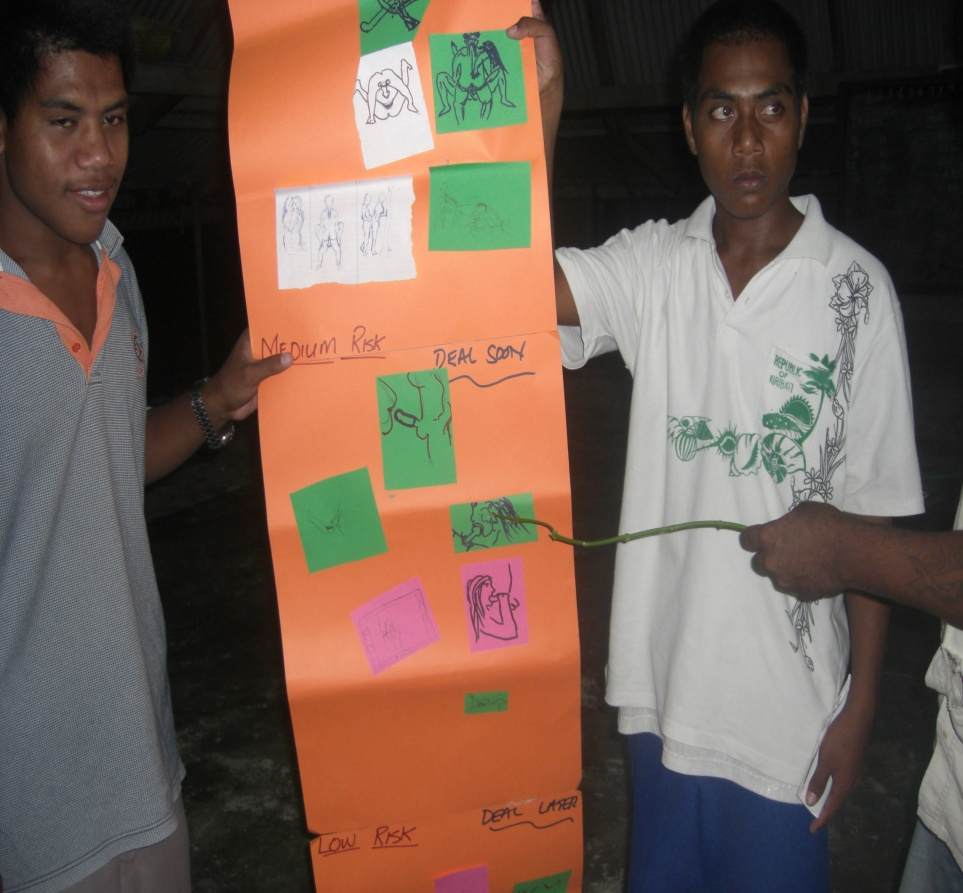 MEDIUM RISK
DEAL SOON
REPUBLIC
OF
KIRIBATI
DEAL LATER
LOW RISK